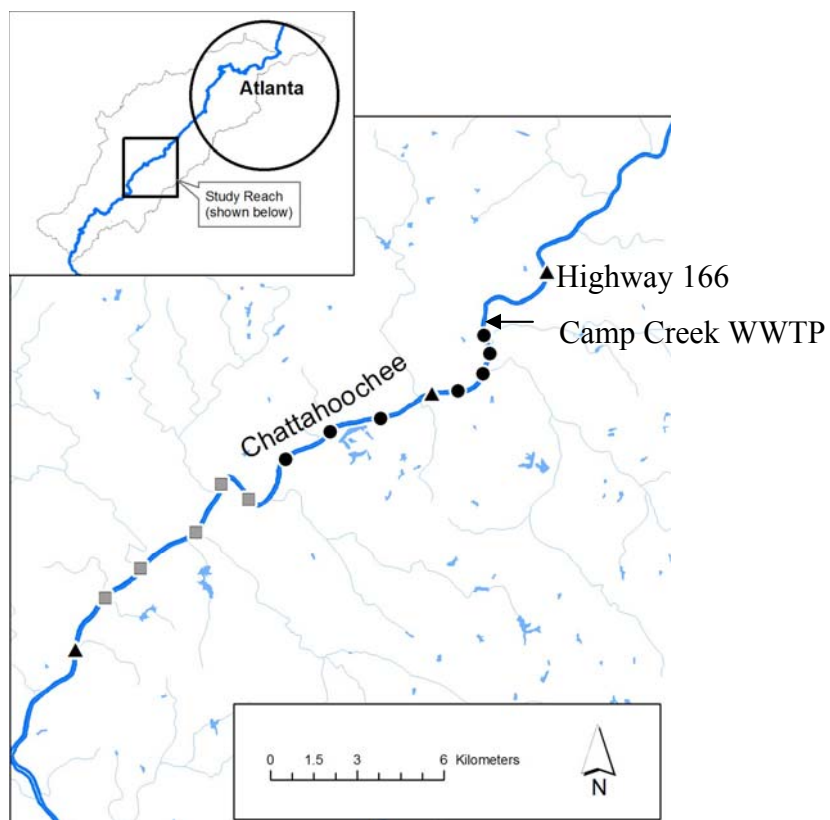 Atlanta
Study Reach
(shown below)
Highway 166
Camp Creek WWTP
Chattahoochee
0 1.5 3 6 Kilometers
N